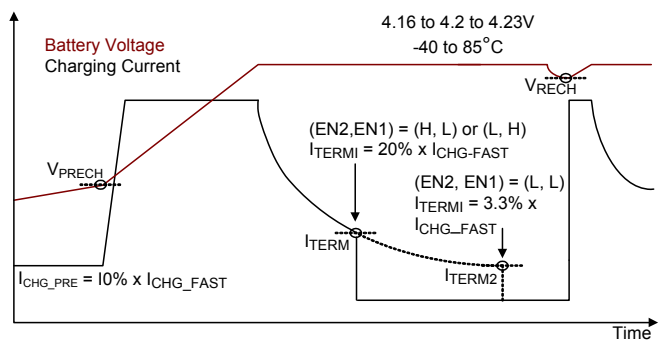 4.16 to 4.2 to 4.23V
-40 to 85°C
Battery Voltage
Charging Current
VRECH
(EN2,EN1) = (H, L) or (L, H)
ITERMI = 20% x ICHG-FAST
VPRECH
(EN2, EN1) = (L, L)
ITERMI = 3.3% x
ICHG_FAST
ITERM
ITERM2
ICHG_PRE = I0% x ICHG_FAST
Time